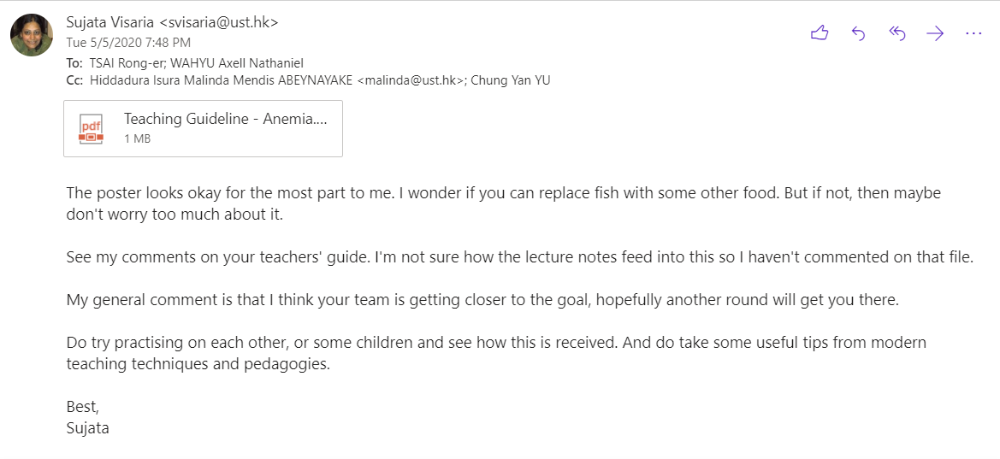 Sujata Visaria <svisaria@ust.hk>
Tue 5/5/2020 7:48 PM
To: TSAI Rong-er; WAHYU Axell Nathaniel
Cc: Hiddadura Isura Malinda Mendis ABEYNAYAKE <malinda@ust.hk>; Chung Yan YU
pdf
Teaching Guideline - Anemia....
1 MB
The poster looks okay for the most part to me. I wonder if you can replace fish with some other food. But if not, then maybe
don't worry too much about it.
See my comments on your teachers' guide. I'm not sure how the lecture notes feed into this so I haven't commented on that file.
My general comment is that I think your team is getting closer to the goal, hopefully another round will get you there.
Do try practising on each other, or some children and see how this is received. And do take some useful tips from modern
teaching techniques and pedagogies.
Best,
Sujata